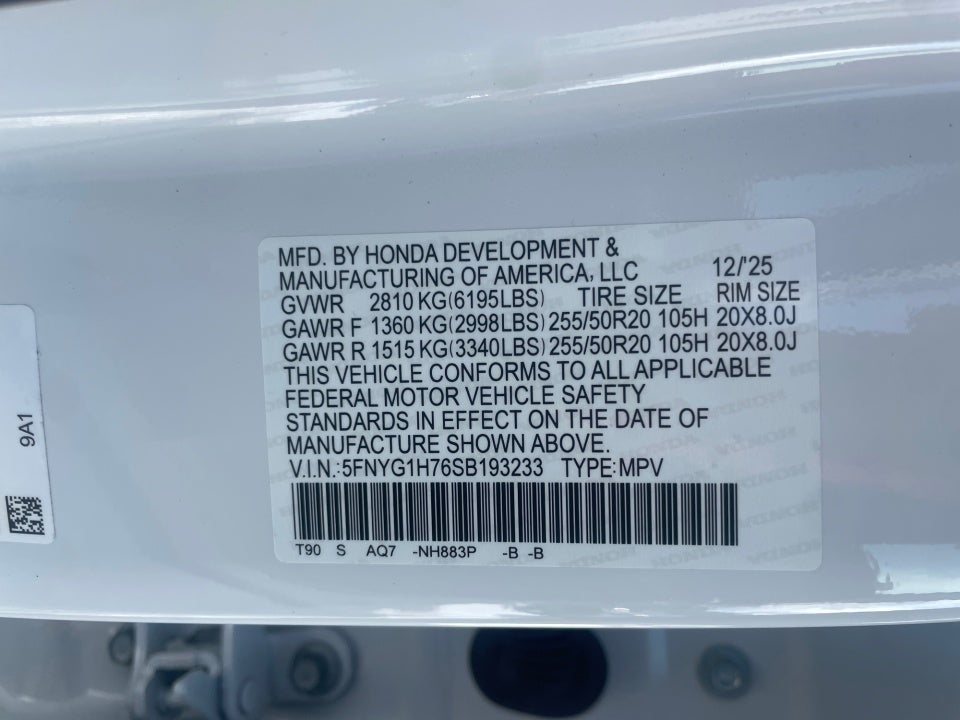 MFD. BY HONDA DEVELOPMENT &
MANUFACTURING OF AMERICA, LLC 12/'25
GVWR 2810 KG(6195LBS) TIRE SIZE RIM SIZE
GAWR F 1360 KG(2998LBS) 255/50R20 105H 20X8.0J
GAWR R 1515 KG(3340LBS) 255/50R20 105H 20X8.0J
THIS VEHICLE CONFORMS TO ALL APPLICABLE
FEDERAL MOTOR VEHICLE SAFETY
STANDARDS IN EFFECT ON THE DATE OF
MANUFACTURE SHOWN ABOVE.
V.I.N.:5FNYG1H76SB193233 TYPE:MPV
T90 S AQ7 -NH883P -B -B
9A1